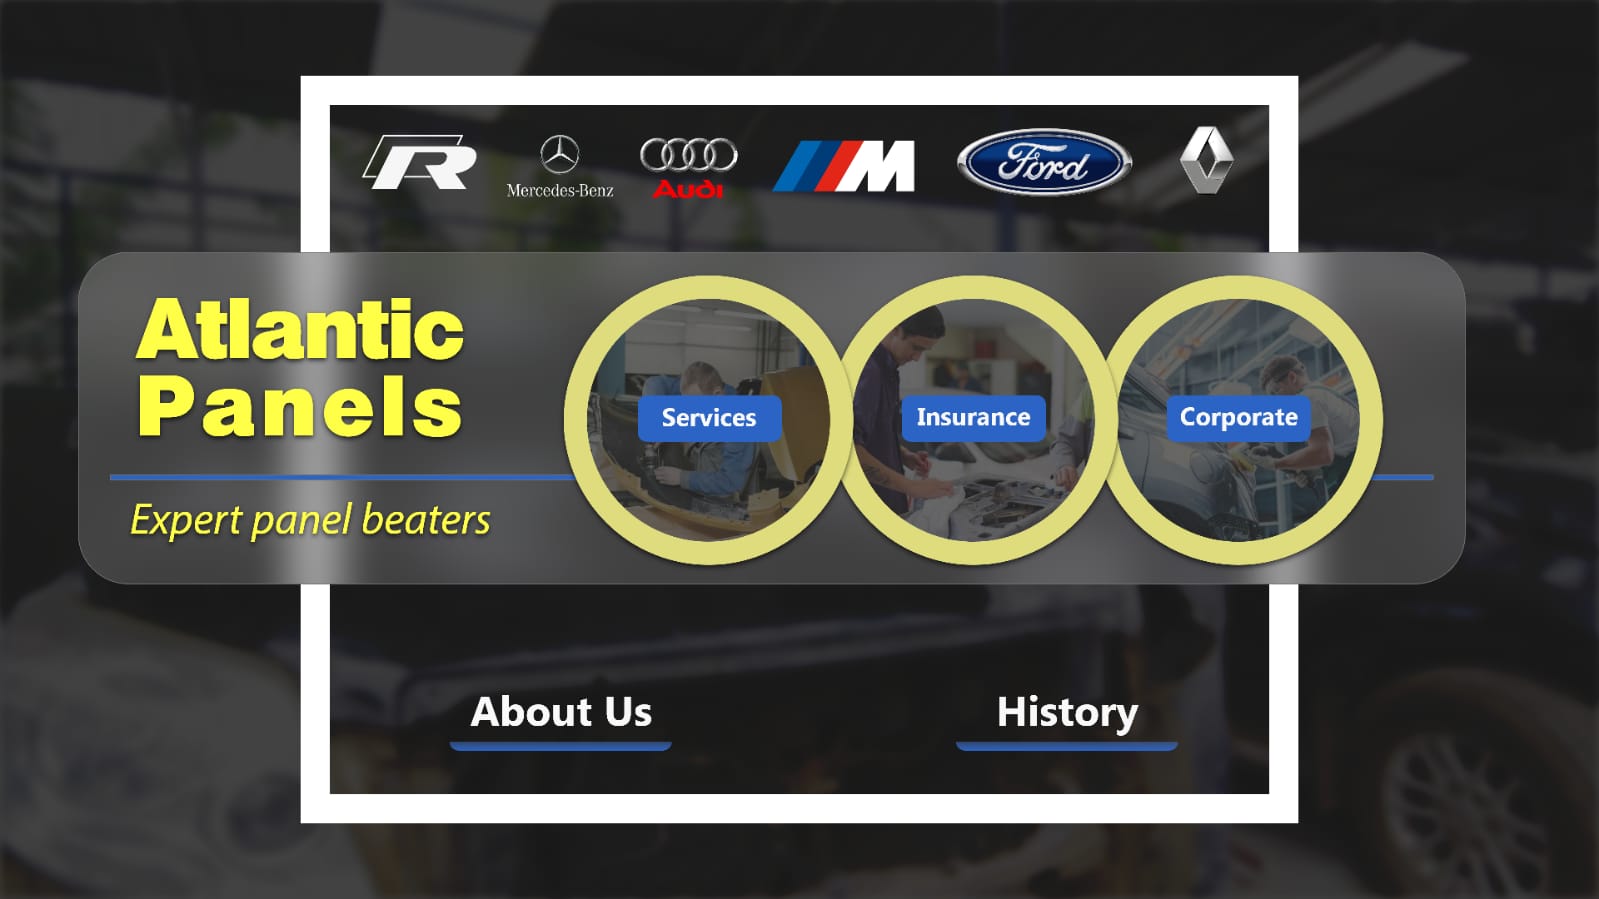 R
Mercedes-Benz
Audi
M
Ford
Atlantic
Panels
Expert panel beaters
Services
Insurance
Corporate
About Us
History